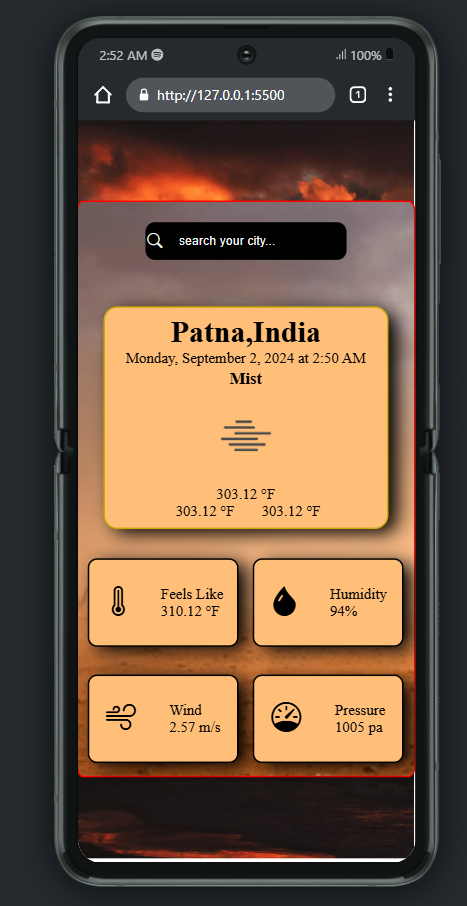 2:52 AM
100%
http://127.0.0.1:5500
1
search your city...
Patna,India
Monday, September 2, 2024 at 2:50 AM
Mist
303.12 °F
303.12 °F 303.12 °F
Feels Like
310.12 °F
Humidity
94%
Wind
2.57 m/s
Pressure
1005 pa